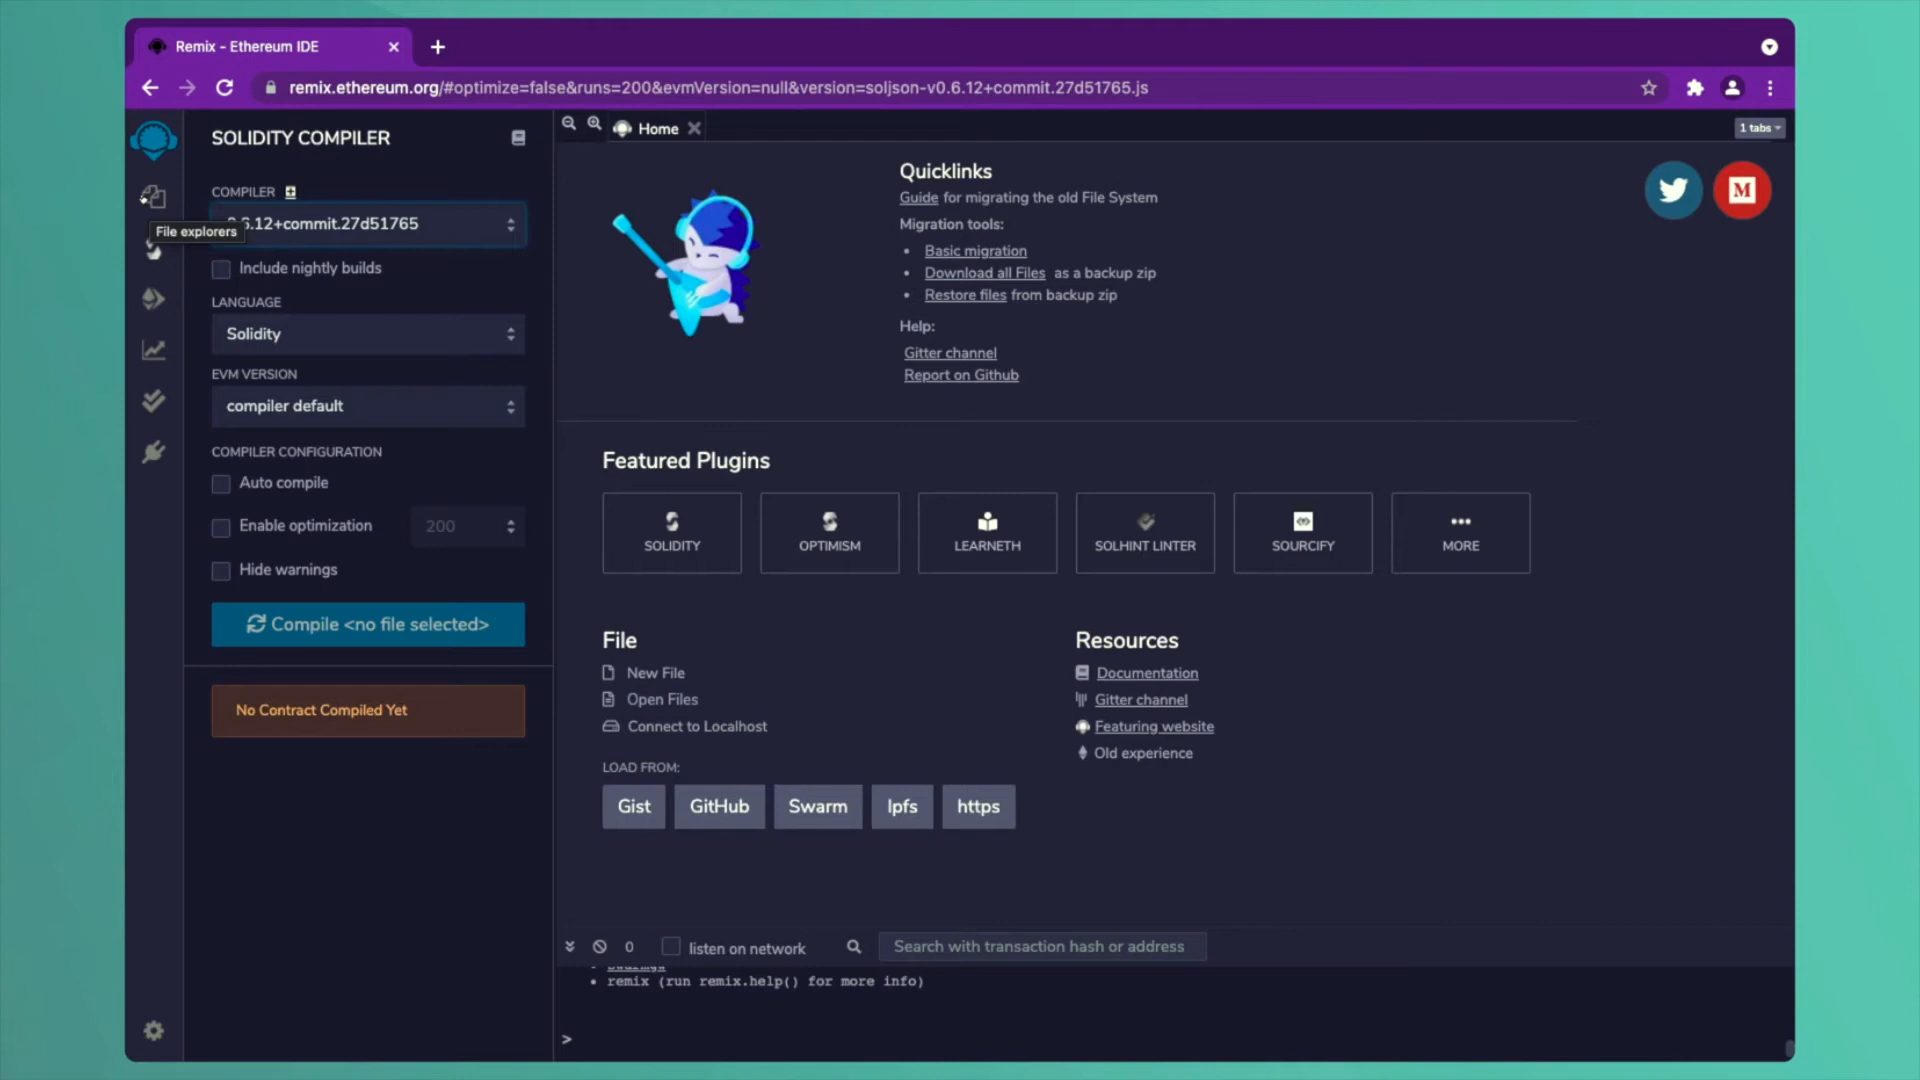 Remix - Ethereum IDE
remix.ethereum.org/#optimize=false&runs=200&evmVersion=null&version=soljson-v0.6.12+commit.27d51765.js
SOLIDITY COMPILER
COMPILER
.6.12+commit.27d51765
File explorers
Include nightly builds
LANGUAGE
Solidity
EVM VERSION
compiler default
COMPILER CONFIGURATION
Auto compile
Enable optimization 200
Hide warnings
Compile <no file selected>
No Contract Compiled Yet
Home
1 tabs
Quicklinks
Guide for migrating the old File System
Migration tools:
• Basic migration
• Download all Files as a backup zip
• Restore files from backup zip
Help:
Gitter channel
Report on Github
M
Featured Plugins
SOLIDITY
OPTIMISM
LEARNETH
SOLHINT LINTER
SOURCIFY
MORE
File
New File
Open Files
Connect to Localhost
LOAD FROM:
Gist GitHub Swarm Ipfs https
Resources
Documentation
Gitter channel
Featuring website
Old experience
0 listen on network Search with transaction hash or address
• remix (run remix.help() for more info)
>